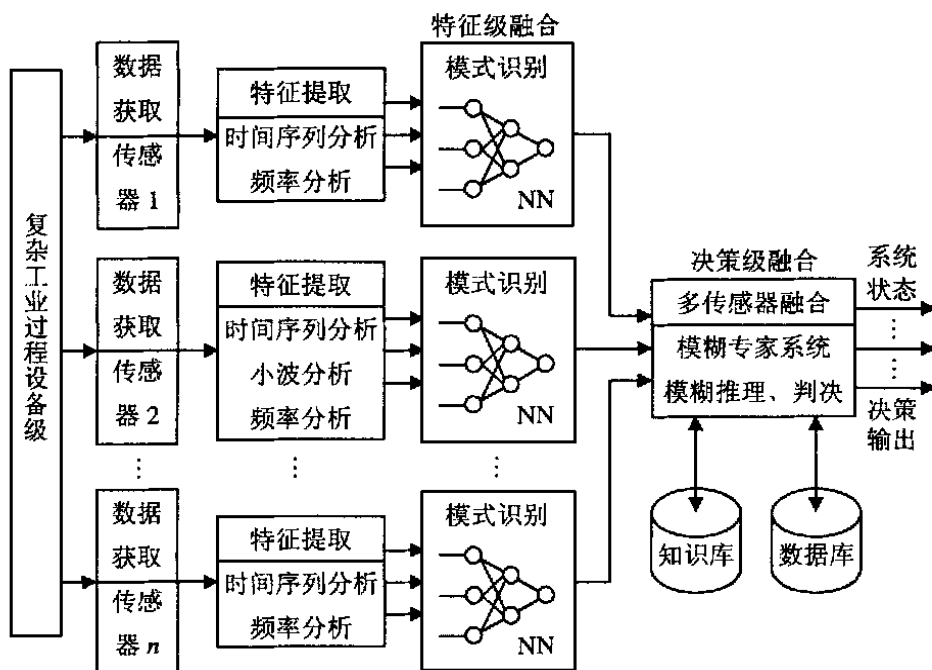 复杂工业过程设备级
数据
获取
传感
器1
特征提取
时间序列分析
频率分析
特征级融合
模式识别
NN
数据
获取
传感
器2
特征提取
时间序列分析
小波分析
频率分析
模式识别
NN
⋮
⋮
⋮
数据
获取
传感
器n
特征提取
时间序列分析
频率分析
模式识别
NN
决策级融合
多传感器融合
模糊专家系统
模糊推理、判决
知识库
数据库
系统
状态
⋮
⋮
决策
输出